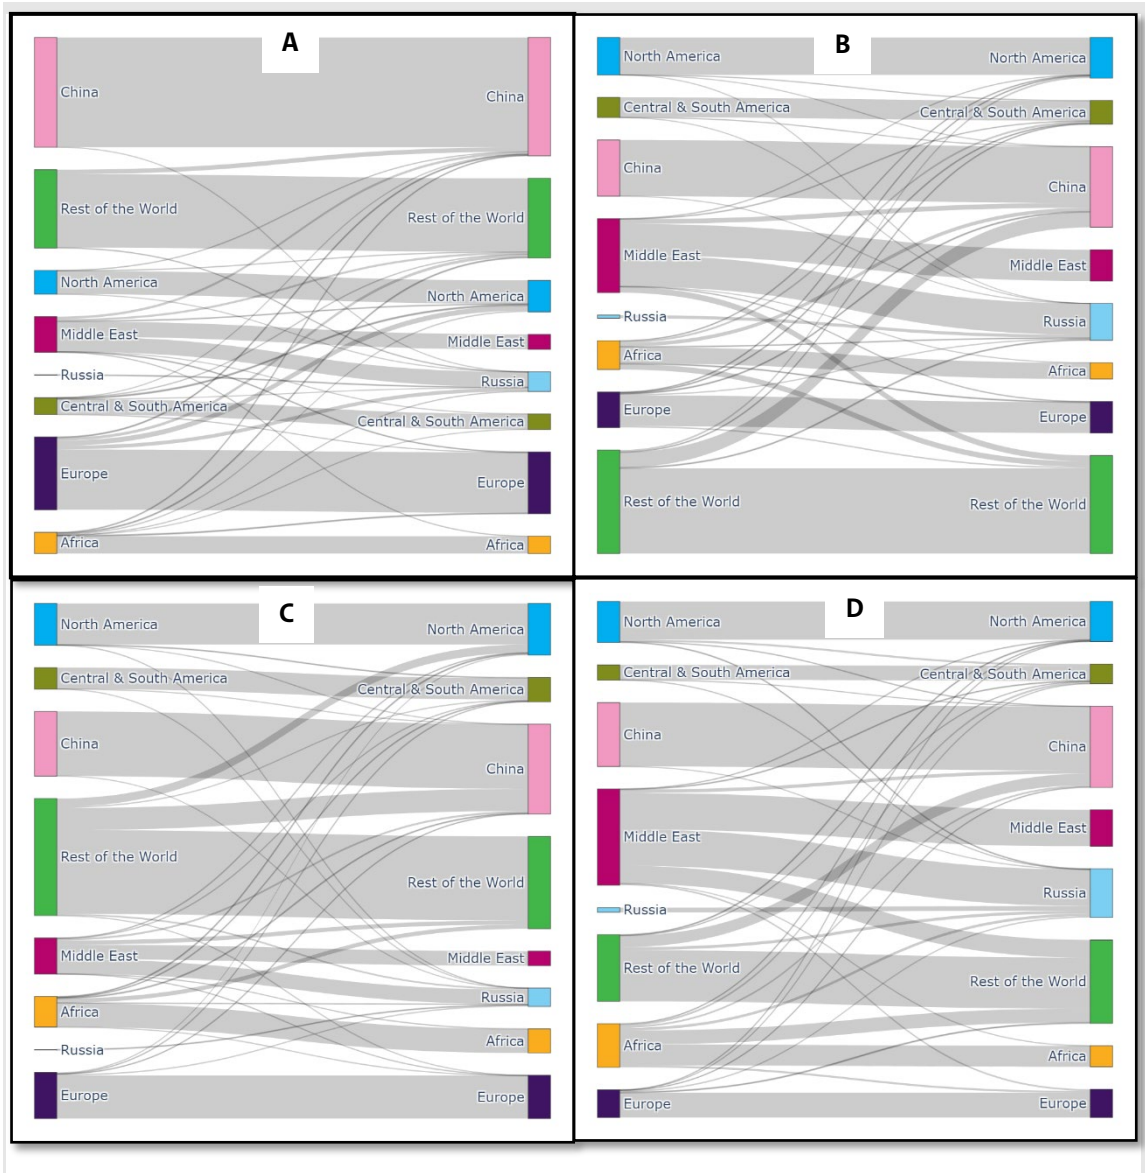 A
China
Rest of the World
North America
Middle East
Russia
Central & South America
Europe
Africa
China
Rest of the World
North America
Middle East
Russia
Central & South America
Europe
Africa
B
North America
Central & South America
China
Middle East
Russia
Africa
Europe
Rest of the World
North America
Central & South America
China
Middle East
Russia
Africa
Europe
Rest of the World
C
North America
Central & South America
China
Rest of the World
Middle East
Africa
Russia
Europe
North America
Central & South America
China
Rest of the World
Middle East
Russia
Africa
Europe
D
North America
Central & South America
China
Middle East
Russia
Rest of the World
Africa
Europe
North America
Central & South America
China
Middle East
Russia
Rest of the World
Africa
Europe